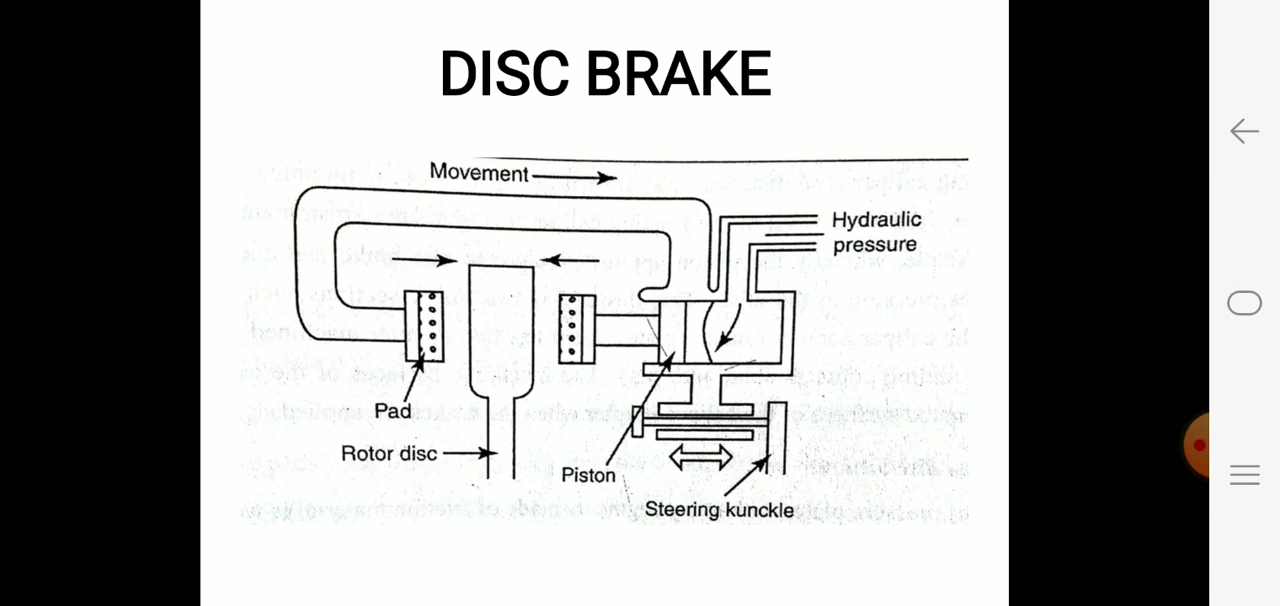 DISC BRAKE
Movement
Hydraulic
pressure
Pad
Rotor disc
Piston
Steering kunckle